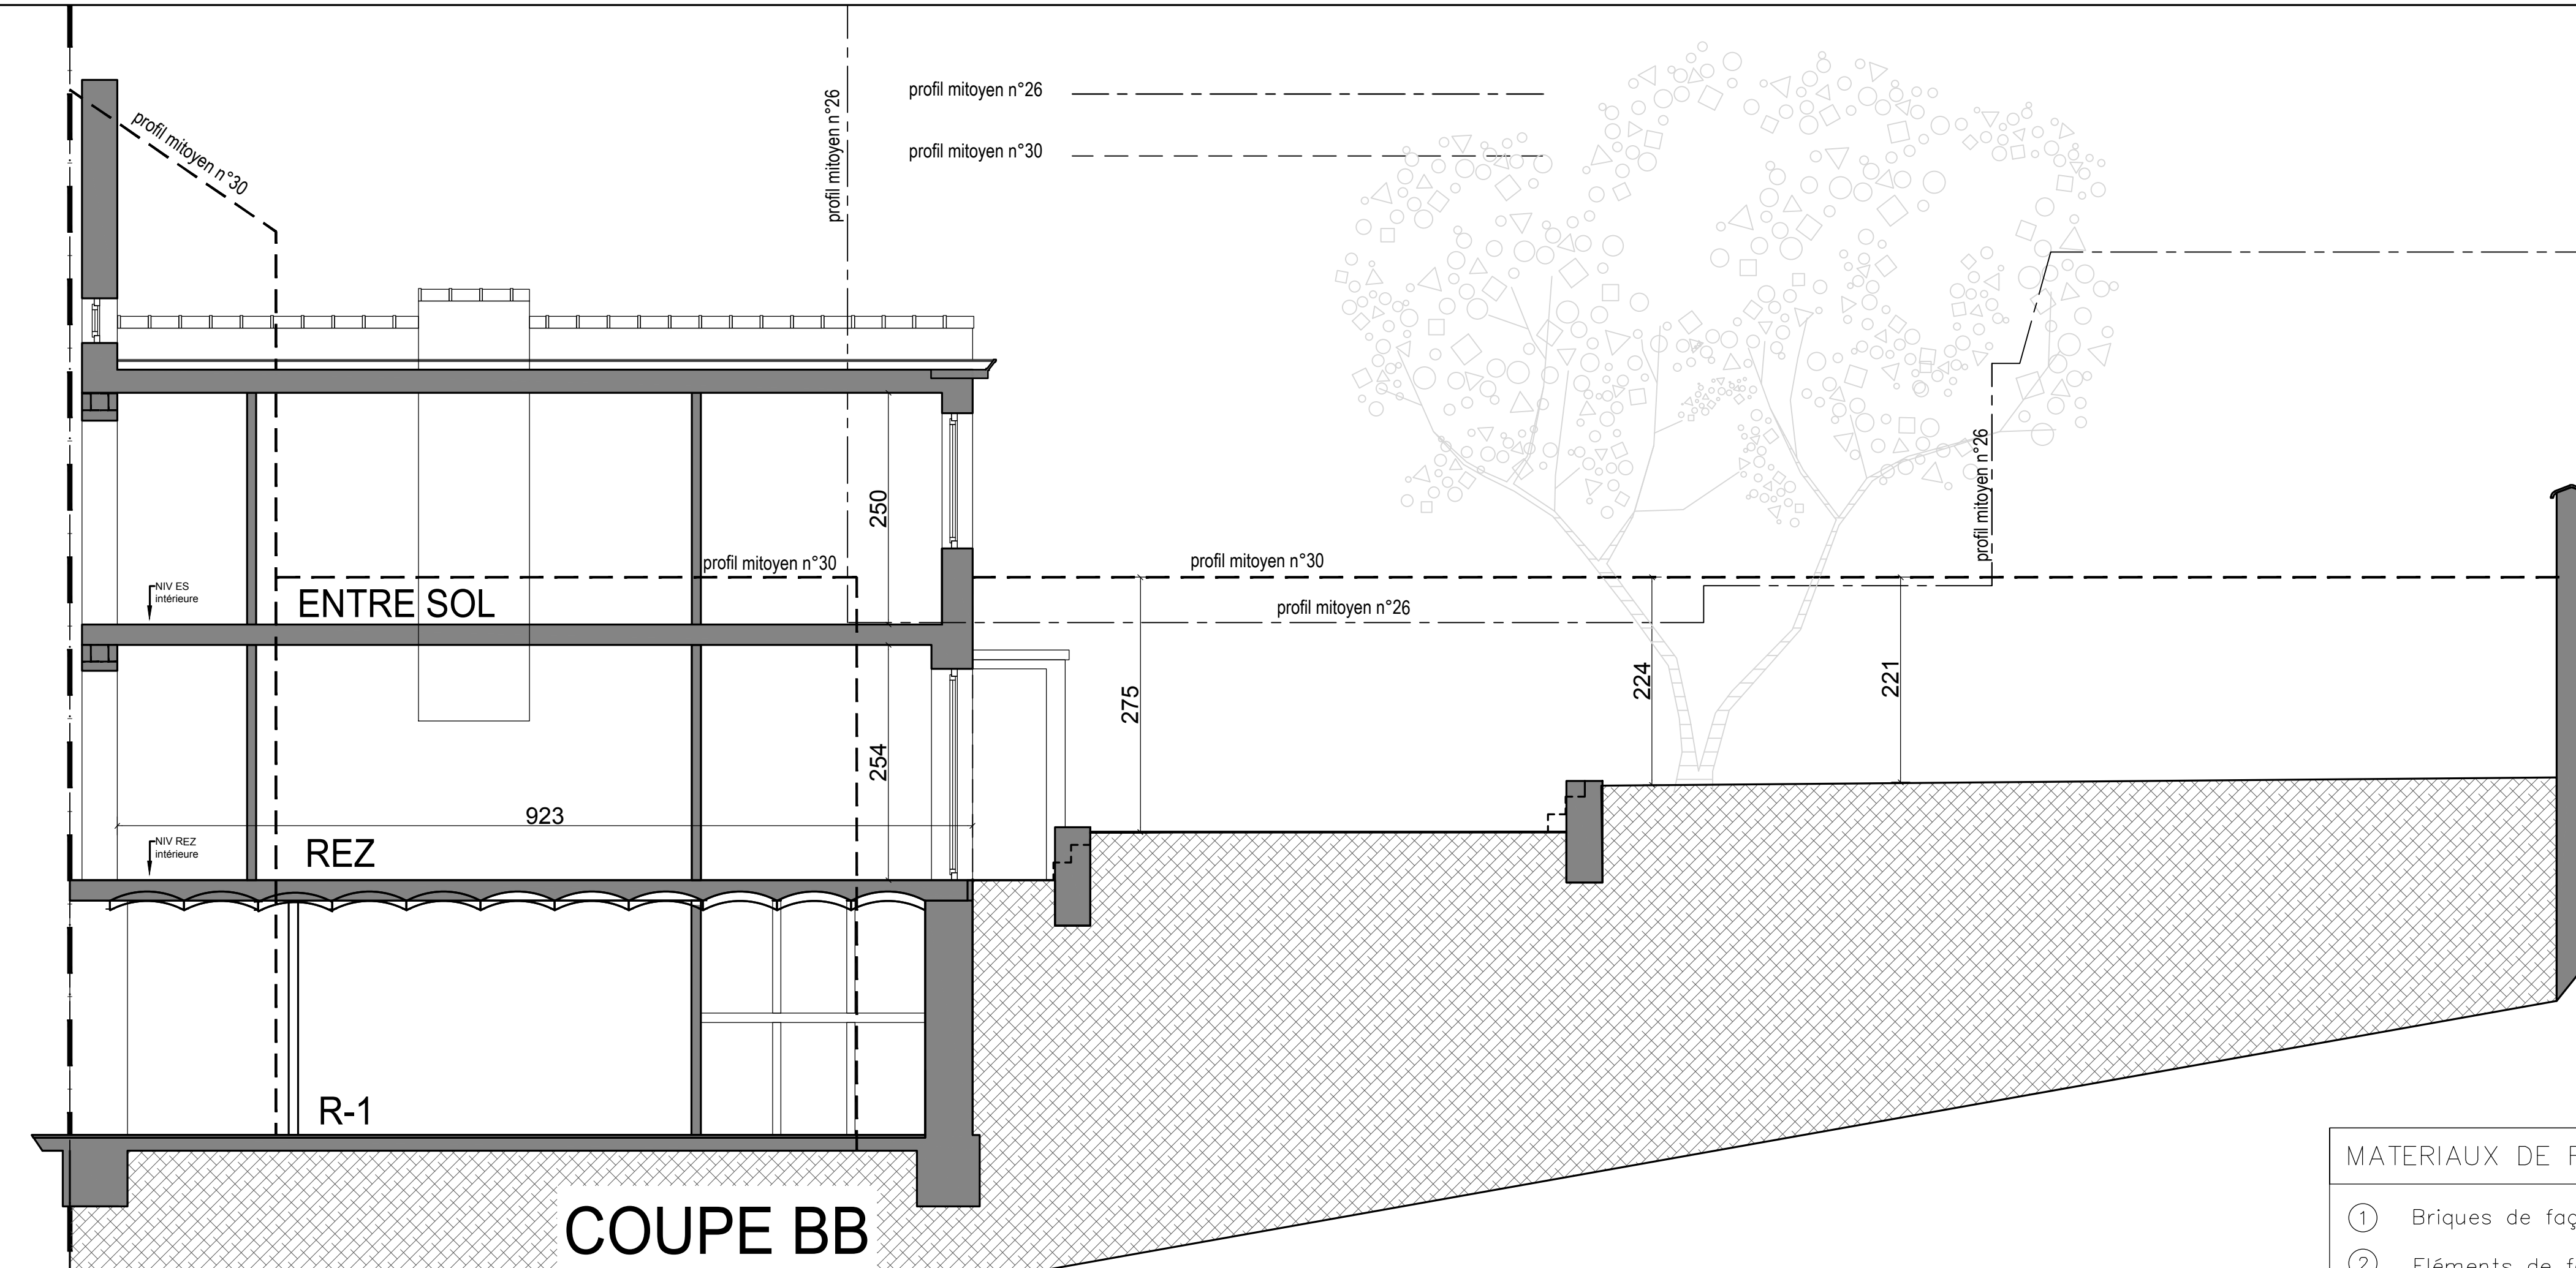 profil mitoyen n°26
profil mitoyen n°30
profil mitoyen n°30
profil mitoyen n°26
profil mitoyen n°26
250
profil mitoyen n°30
profil mitoyen n°30
NIV ES
intérieure
ENTRE SOL
profil mitoyen n°26
275
224
221
254
923
NIV REZ
intérieure
REZ
R-1
COUPE BB
MATERIAUX DE
1 Briques de
2 Eléments de